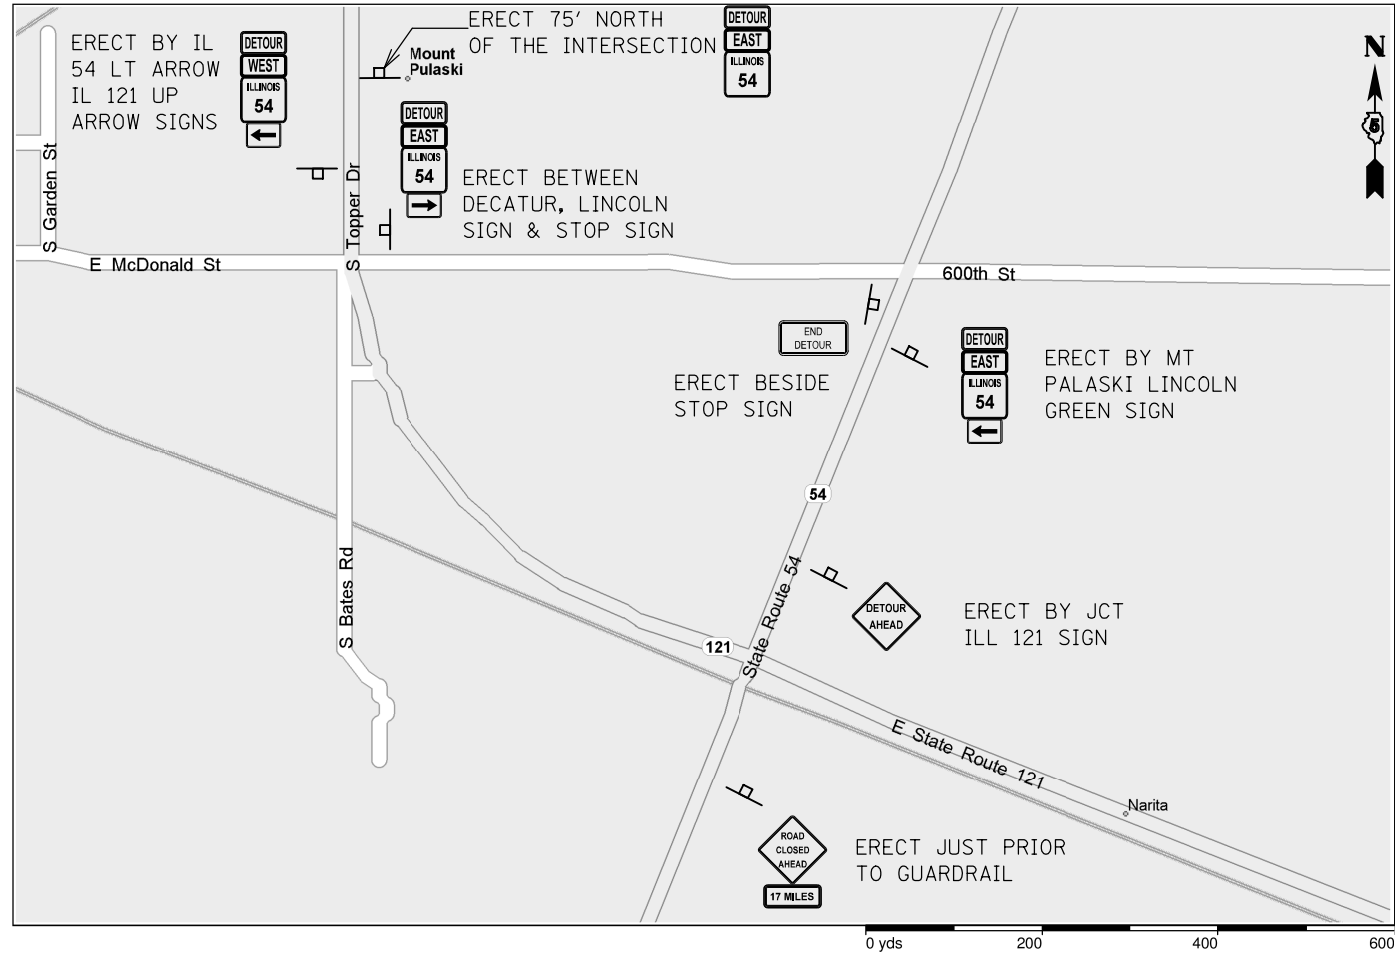 ERECT BY IL
54 LT ARROW
IL 121 UP
ARROW SIGNS
DETOUR
WEST
ILLINOIS
54
ERECT 75' NORTH
OF THE INTERSECTION
Mount
Pulaski
DETOUR
EAST
ILLINOIS
54
N
5
DETOUR
EAST
ILLINOIS
54
ERECT BETWEEN
DECATUR, LINCOLN
SIGN & STOP SIGN
S Garden St
S Topper Dr
E McDonald St
600th St
END
DETOUR
ERECT BESIDE
STOP SIGN
DETOUR
EAST
ILLINOIS
54
ERECT BY MT
PALASKI LINCOLN
GREEN SIGN
54
S Bates Rd
State Route 54
121
DETOUR
AHEAD
ERECT BY JCT
ILL 121 SIGN
E State Route 121
Narita
ROAD
CLOSED
AHEAD
17 MILES
ERECT JUST PRIOR
TO GUARDRAIL
0 yds 200 400 600